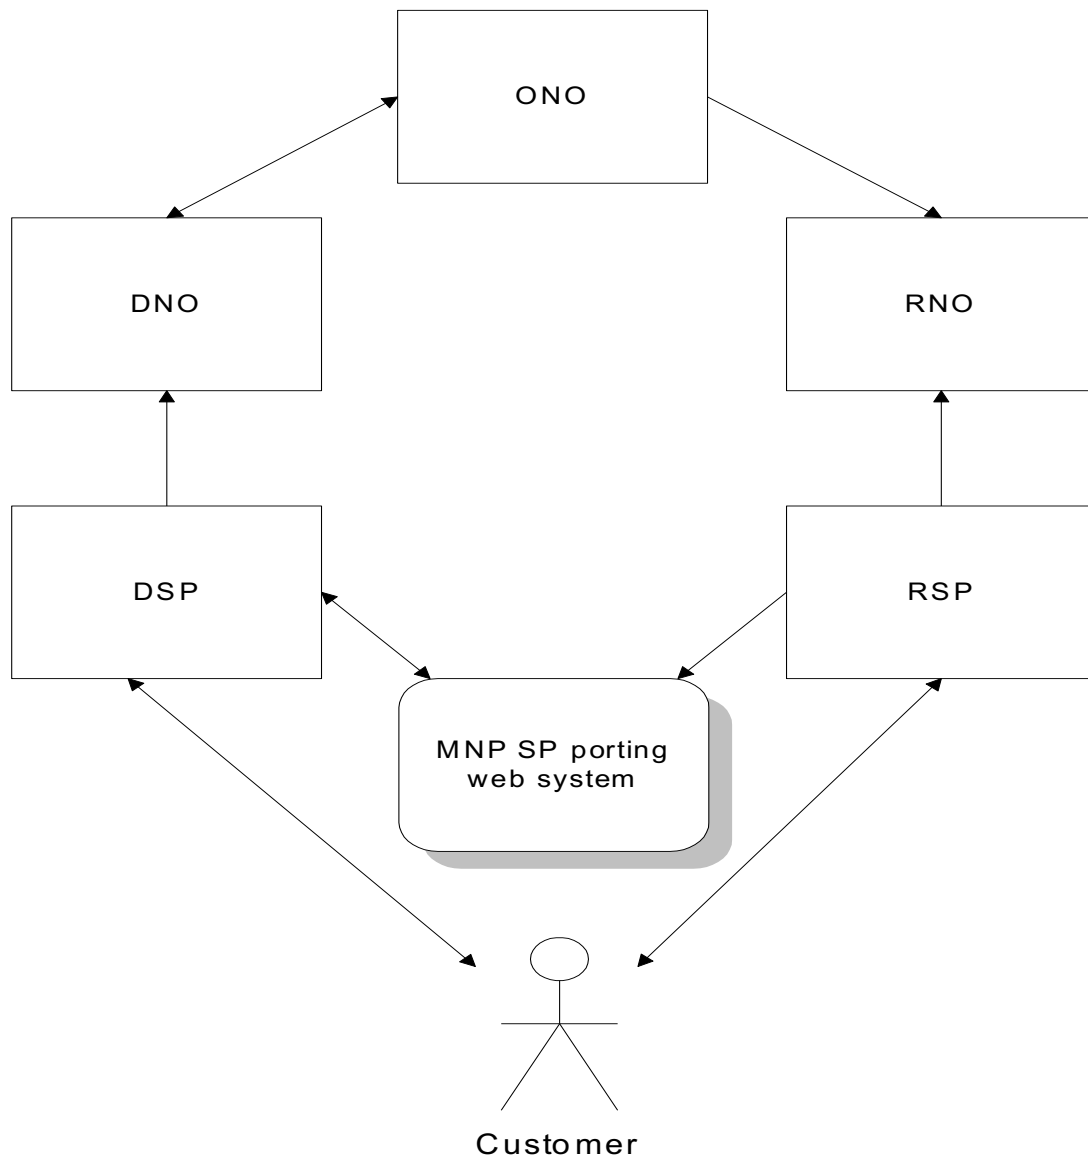 ONO
DNO
RNO
DSP
RSP
MNP SP porting
web system
Customer